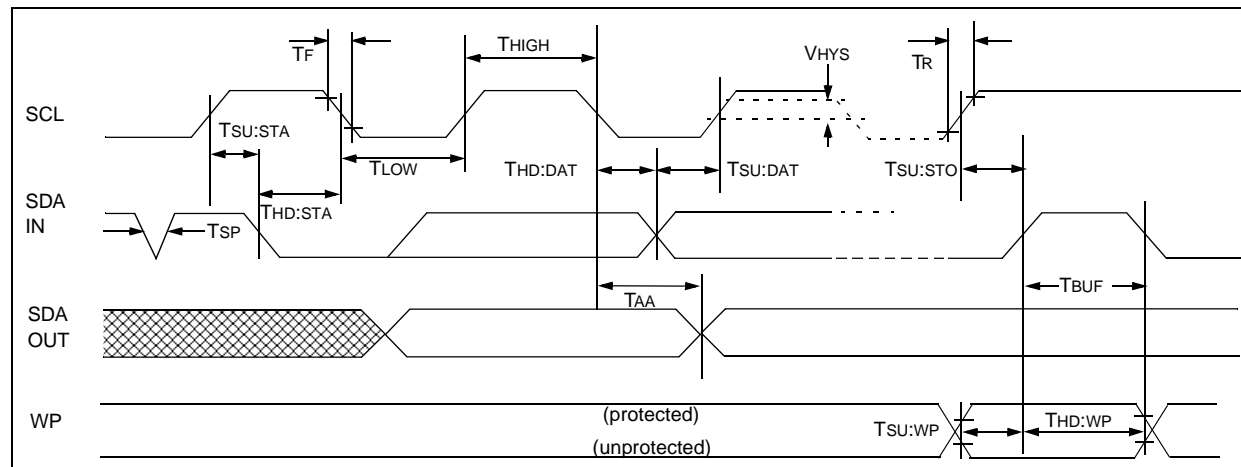 TF
THIGH
VHYS
TR
SCL
TSU:STA
TLOW
THD:DAT
TSU:DAT
TSU:STO
SDA
IN
TSP
THD:STA
TBUF
TAA
SDA
OUT
WP
(protected)
(unprotected)
TSU:WP
THD:WP